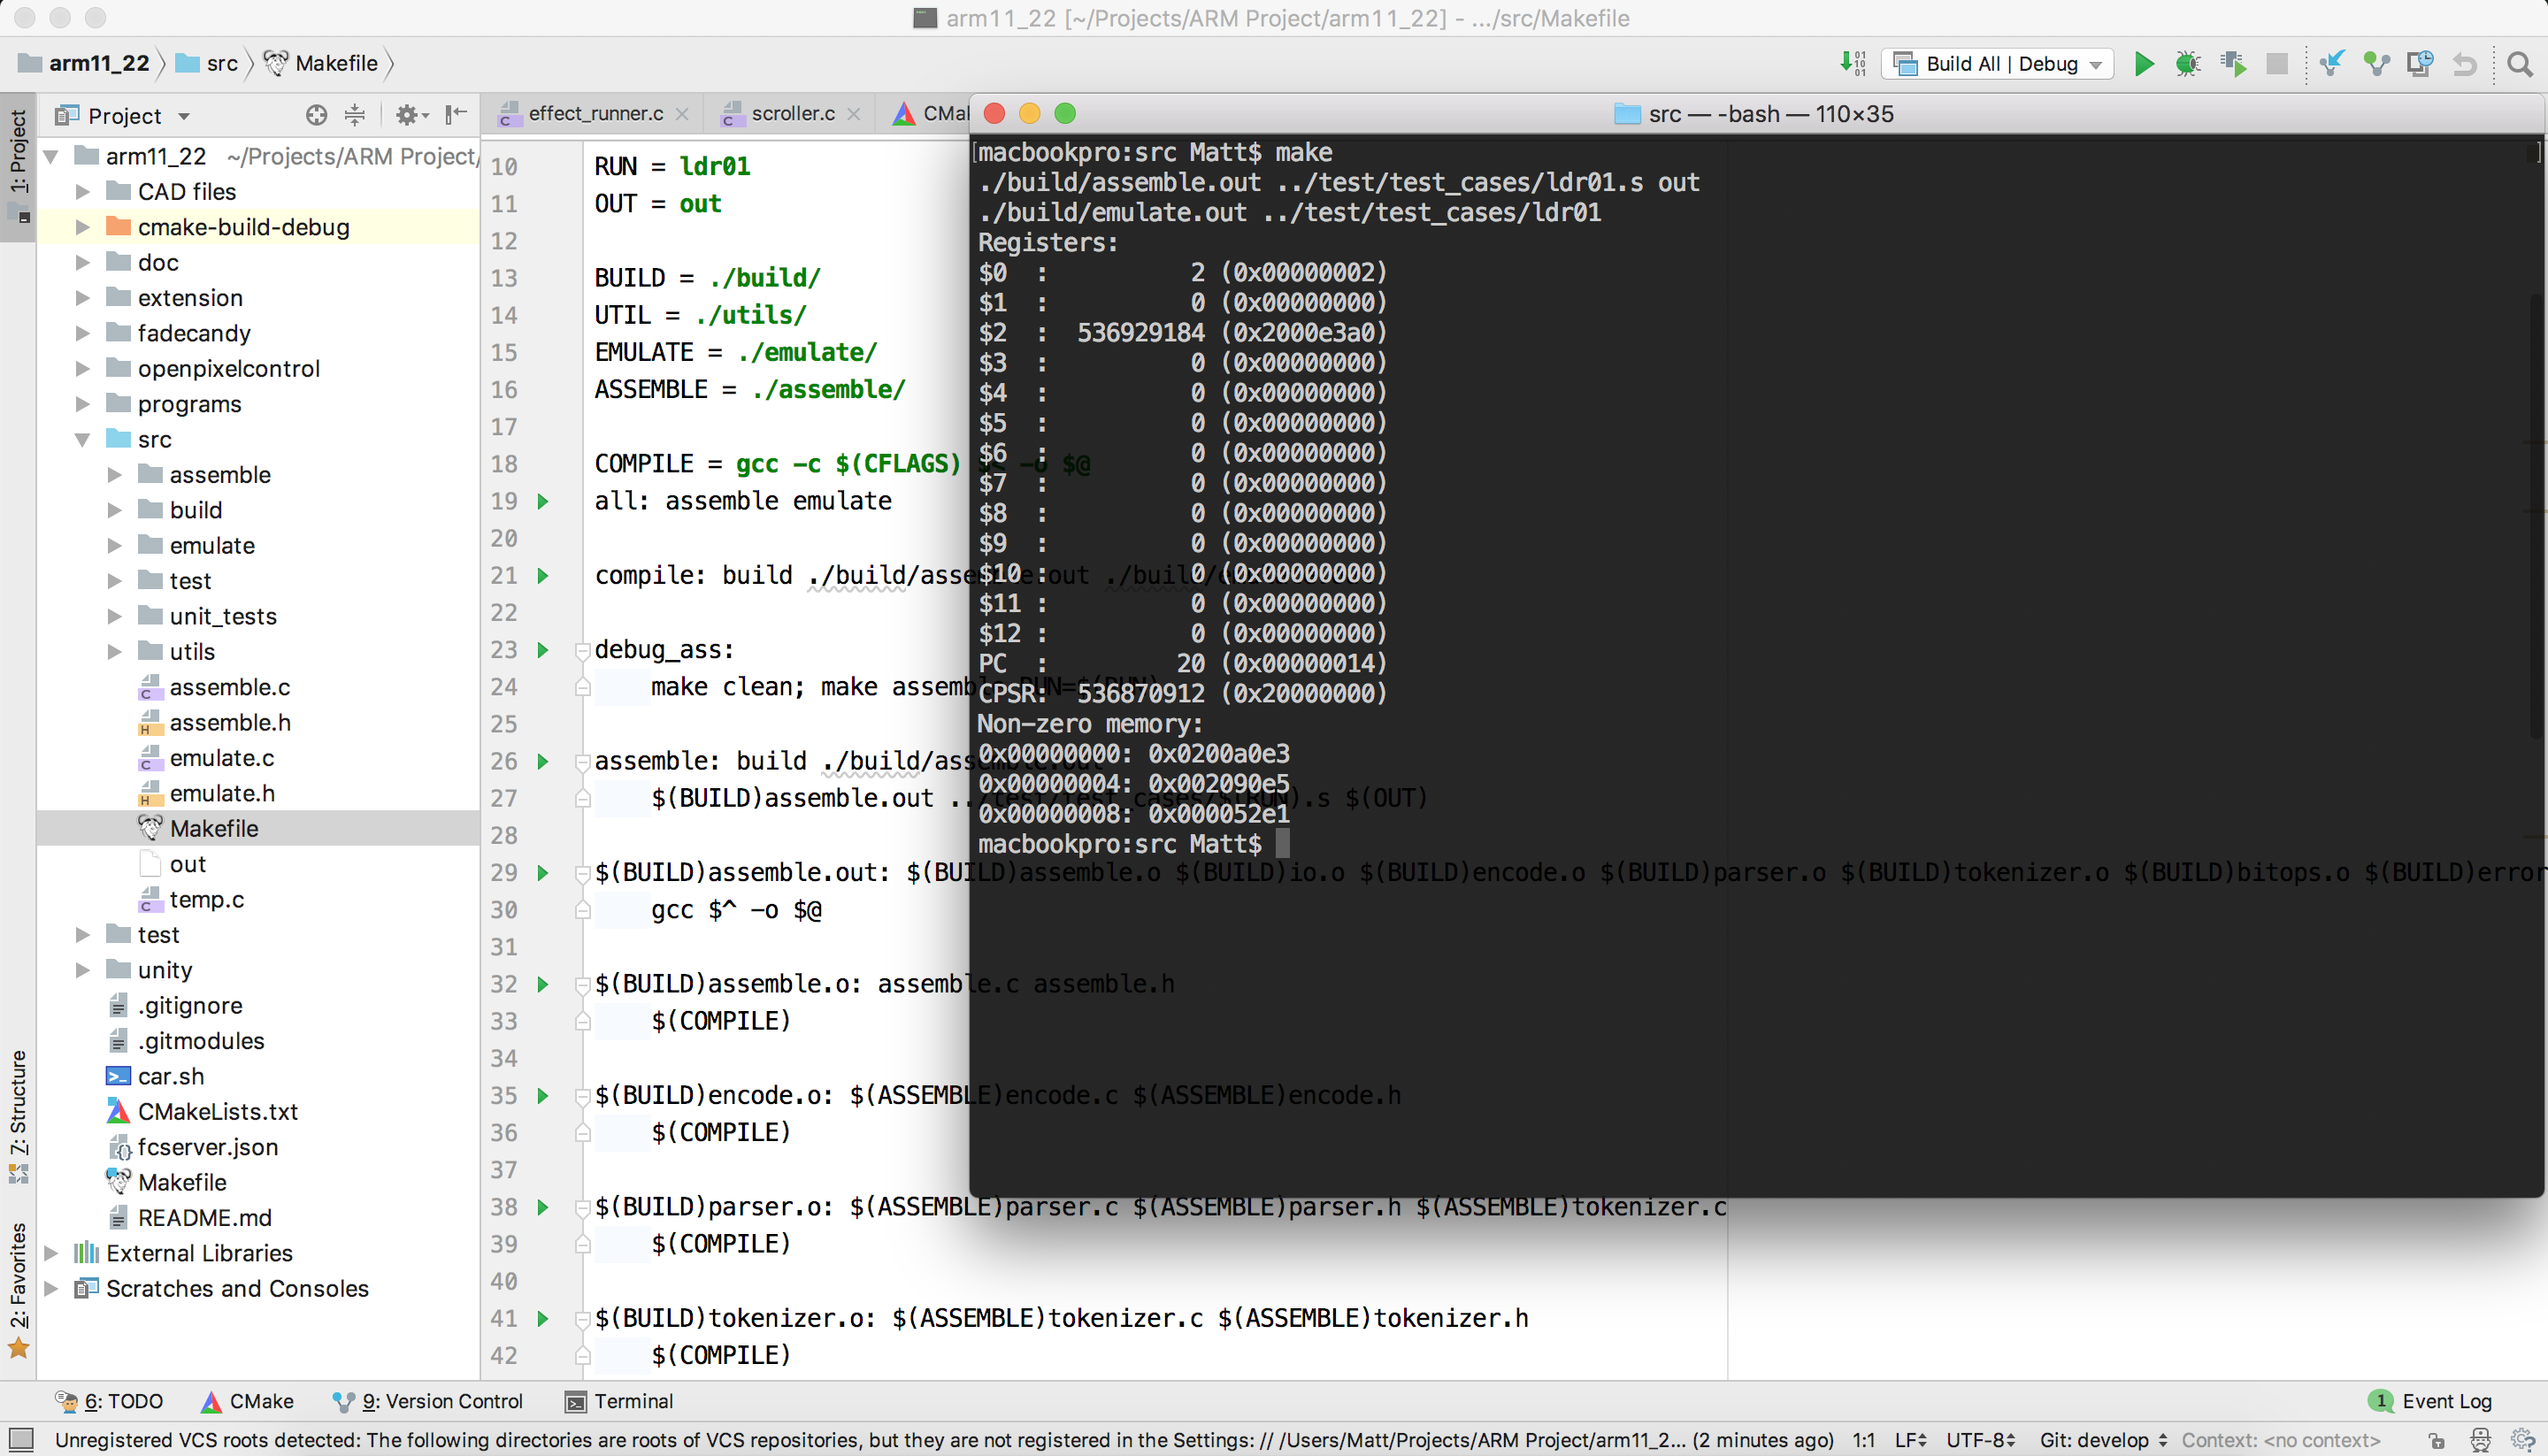 arm11_22 [~/Projects/ARM Project/arm11_22] - .../src/Makefile
arm11_22 src Makefile
Build All | Debug
1: Project
Project
effect_runner.c
scroller.c
CMa
arm11_22 ~/Projects/ARM Project/
CAD files
cmake-build-debug
doc
extension
fadecandy
openpixelcontrol
programs
src
assemble
build
emulate
test
unit_tests
utils
assemble.c
assemble.h
emulate.c
emulate.h
Makefile
out
temp.c
test
unity
.gitignore
.gitmodules
car.sh
CMakeLists.txt
fcserver.json
Makefile
README.md
External Libraries
Scratches and Consoles
Z: Structure
2: Favorites
10 RUN = ldr01
11 OUT = out
12
13 BUILD = ./build/
14 UTIL = ./utils/
15 EMULATE = ./emulate/
16 ASSEMBLE = ./assemble/
17
18 COMPILE = gcc -c $(CFLAGS) $< -o $@
19 all: assemble emulate
20
21 compile: build ./build/assemble.out ./build/
22
23 debug_ass:
24 make clean; make assemble RUN=$(RUN)
25
26 assemble: build ./build/assemble.out
27 $(BUILD)assemble.out ../test/test_cases/$(RUN).s $(OUT)
28
29 $(BUILD)assemble.out: $(BUILD)assemble.o $(BUILD)io.o $(BUILD)encode.o $(BUILD)parser.o $(BUILD)tokenizer.o $(BUILD)bitops.o $(BUILD)error
30 gcc $^ -o $@
31
32 $(BUILD)assemble.o: assemble.c assemble.h
33 $(COMPILE)
34
35 $(BUILD)encode.o: $(ASSEMBLE)encode.c $(ASSEMBLE)encode.h
36 $(COMPILE)
37
38 $(BUILD)parser.o: $(ASSEMBLE)parser.c $(ASSEMBLE)parser.h $(ASSEMBLE)tokenizer.c
39 $(COMPILE)
40
41 $(BUILD)tokenizer.o: $(ASSEMBLE)tokenizer.c $(ASSEMBLE)tokenizer.h
42 $(COMPILE)
src — -bash — 110×35
[macbookpro:src Matt$ make ]
./build/assemble.out ../test/test_cases/ldr01.s out
./build/emulate.out ../test/test_cases/ldr01
Registers:
$0 : 2 (0x00000002)
$1 : 0 (0x00000000)
$2 : 536929184 (0x2000e3a0)
$3 : 0 (0x00000000)
$4 : 0 (0x00000000)
$5 : 0 (0x00000000)
$6 : 0 (0x00000000)
$7 : 0 (0x00000000)
$8 : 0 (0x00000000)
$9 : 0 (0x00000000)
$10 : 0 (0x00000000)
$11 : 0 (0x00000000)
$12 : 0 (0x00000000)
PC : 20 (0x00000014)
CPSR: 536870912 (0x20000000)
Non-zero memory:
0x00000000: 0x0200a0e3
0x00000004: 0x002090e5
0x00000008: 0x000052e1
macbookpro:src Matt$
6: TODO CMake 9: Version Control Terminal 1 Event Log
Unregistered VCS roots detected: The following directories are roots of VCS repositories, but they are not registered in the Settings: // /Users/Matt/Projects/ARM Project/arm11_2... (2 minutes ago) 1:1 LF UTF-8 Git: develop Context: <no context>